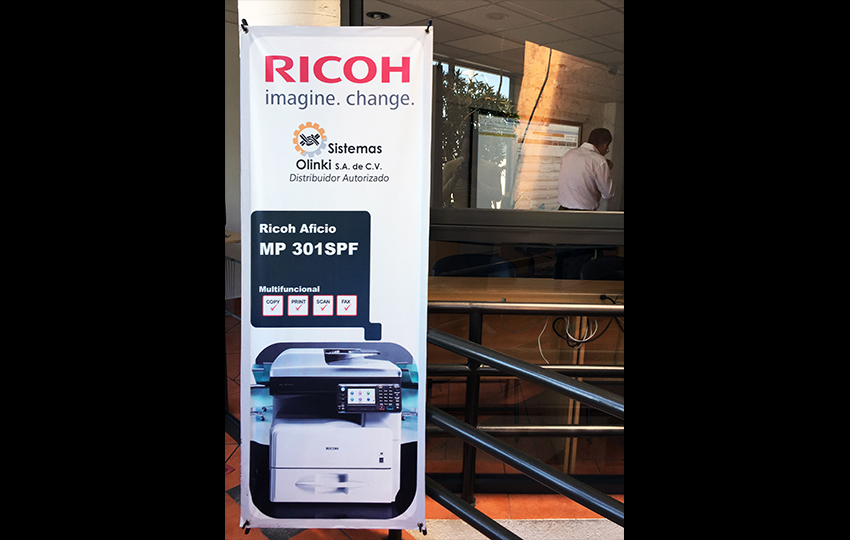 RICOH
imagine. change.
Sistemas
Olinki S.A. de C.V.
Distribuidor Autorizado
Ricoh Aficio
MP 301SPF
Multifuncional
COPY PRINT SCAN FAX
RICOH